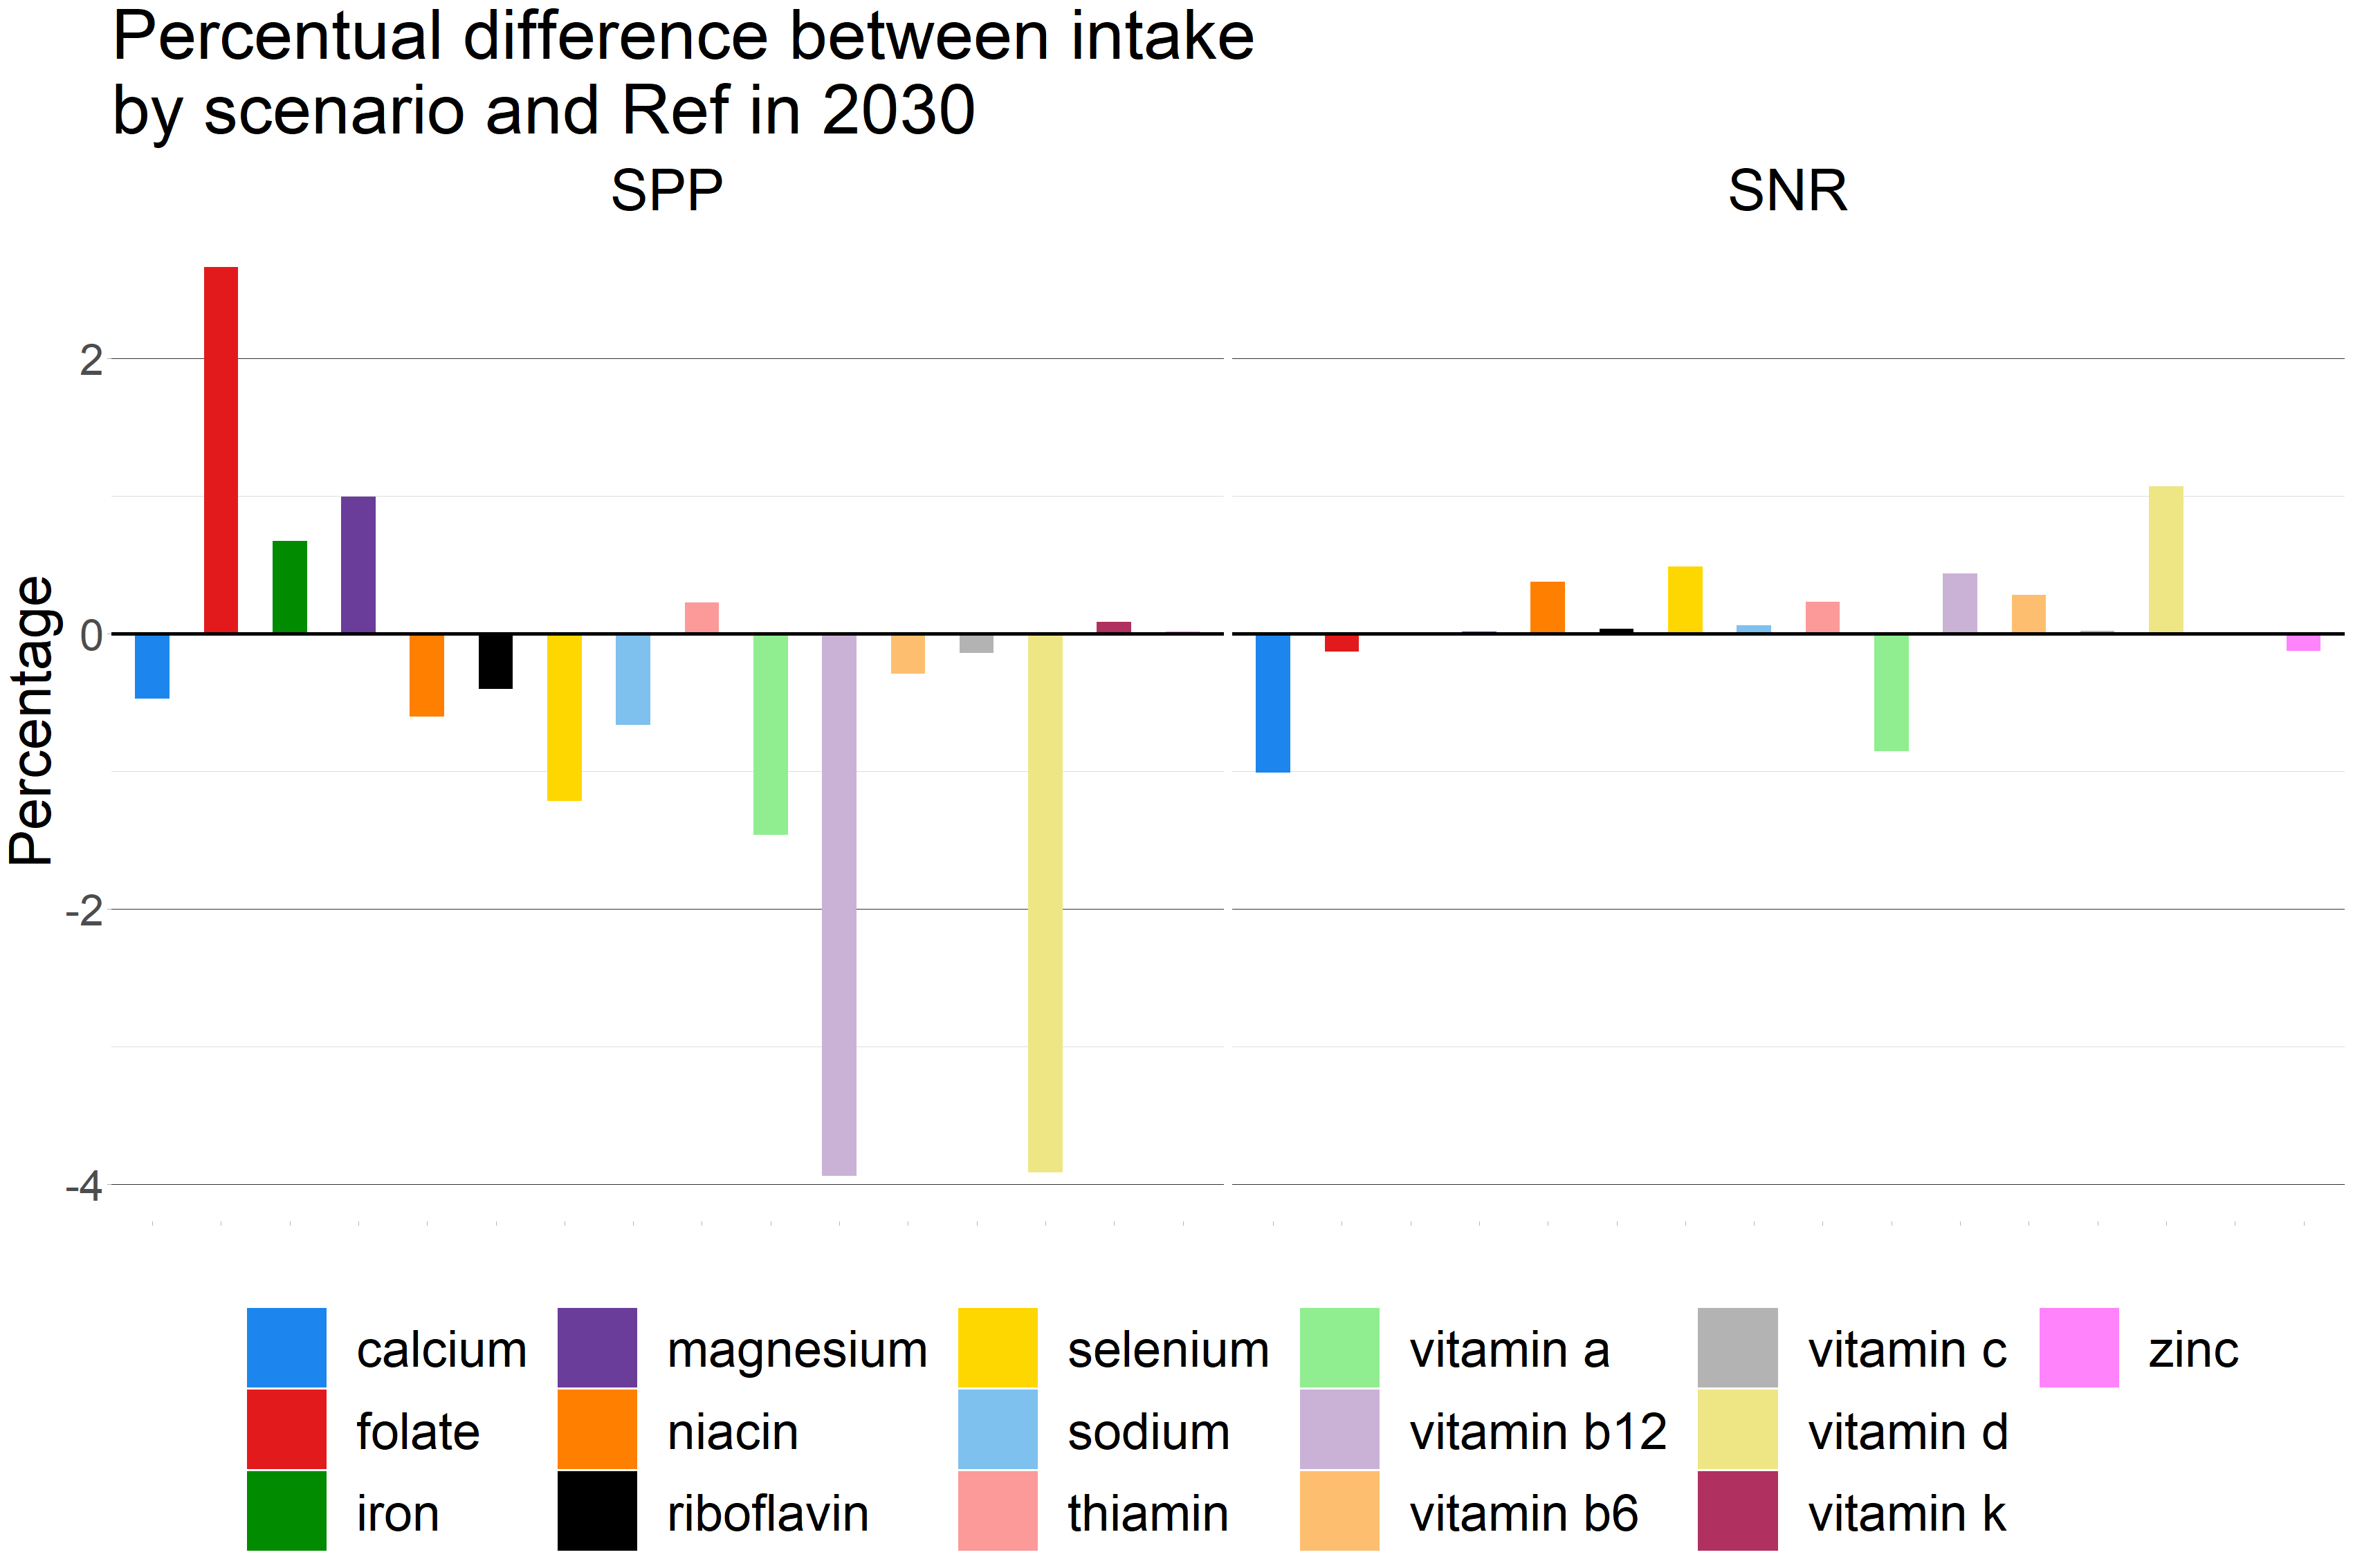 Percentual difference between intake
by scenario and Ref in 2030
SPP
SNR
Percentage
2
0
-2
-4
calcium
magnesium
selenium
vitamin a
vitamin c
zinc
folate
niacin
sodium
vitamin b12
vitamin d
iron
riboflavin
thiamin
vitamin b6
vitamin k